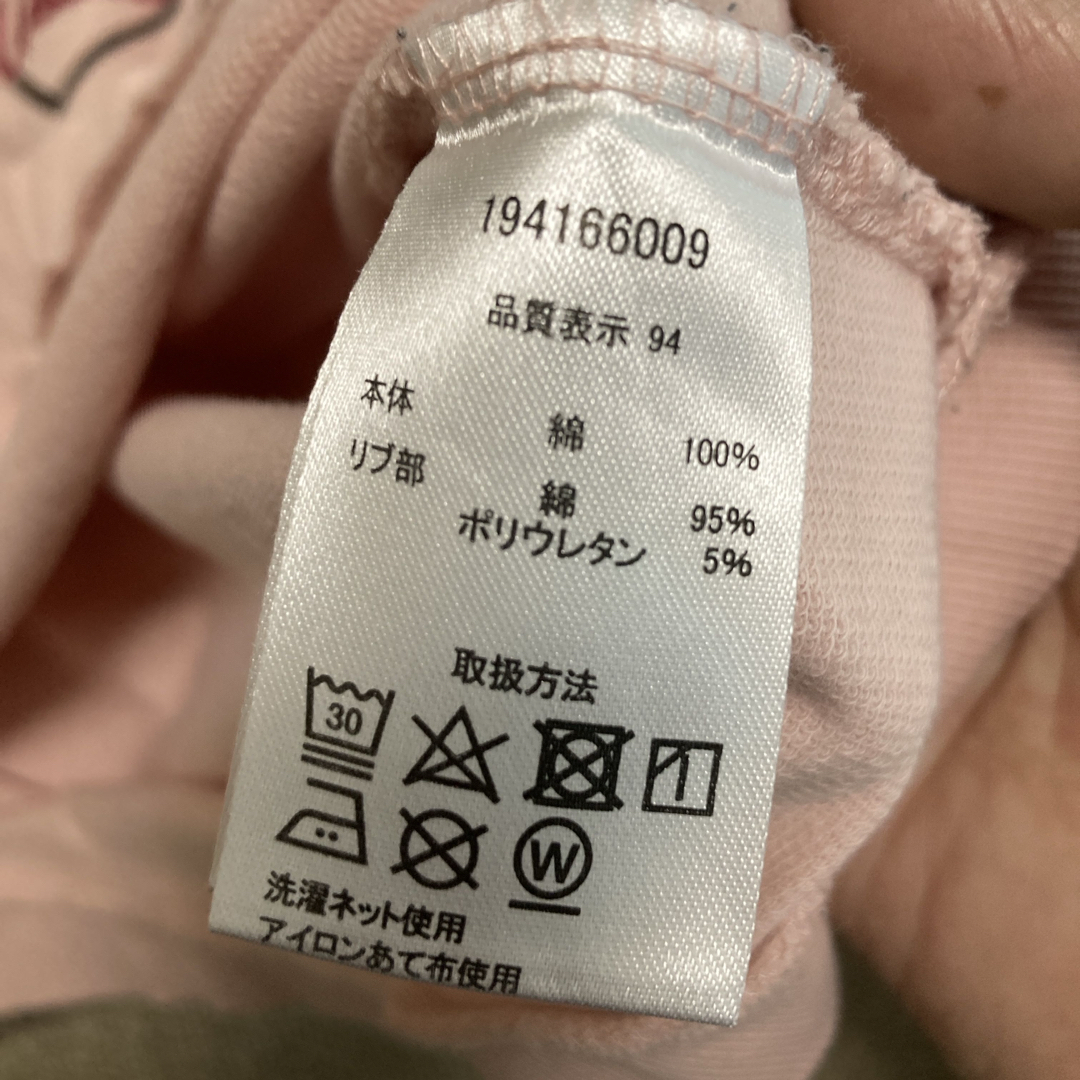 194166009
品質表示 94
本体 綿 100%
リブ部 綿 95%
ポリウレタン 5%
取扱方法
30
W
洗濯ネット使用
アイロンあて布使用